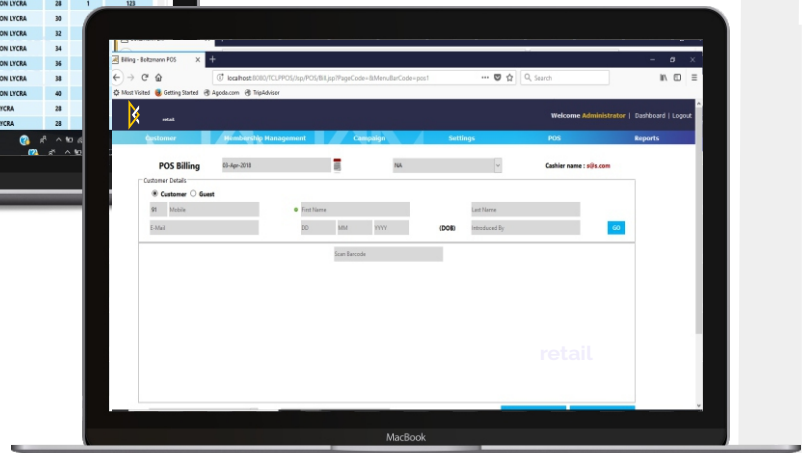 ON LYCRA 28 1 123
ON LYCRA 30
ON LYCRA 32
ON LYCRA 34
ON LYCRA 36
ON LYCRA 38
ON LYCRA 40
YCRA 28
YCRA 28
Billing - Boltzmann POS
localhost:8080/TCLPPOS/Jsp/POS/Bill.jsp?PageCode=&MenuBarCode=pos1
Search
Most Visited Getting Started Agoda.com TripAdvisor
retail
Welcome Administrator | Dashboard | Logout
Customer Membership Management Campaign Settings POS Reports
POS Billing 03-Apr-2018 NA Cashier name : a@s.com
Customer Details
Customer Guest
91 Mobile First Name Last Name
E-Mail DD MM YYYY (DOB) Introduced By GO
Scan Barcode
retail
MacBook